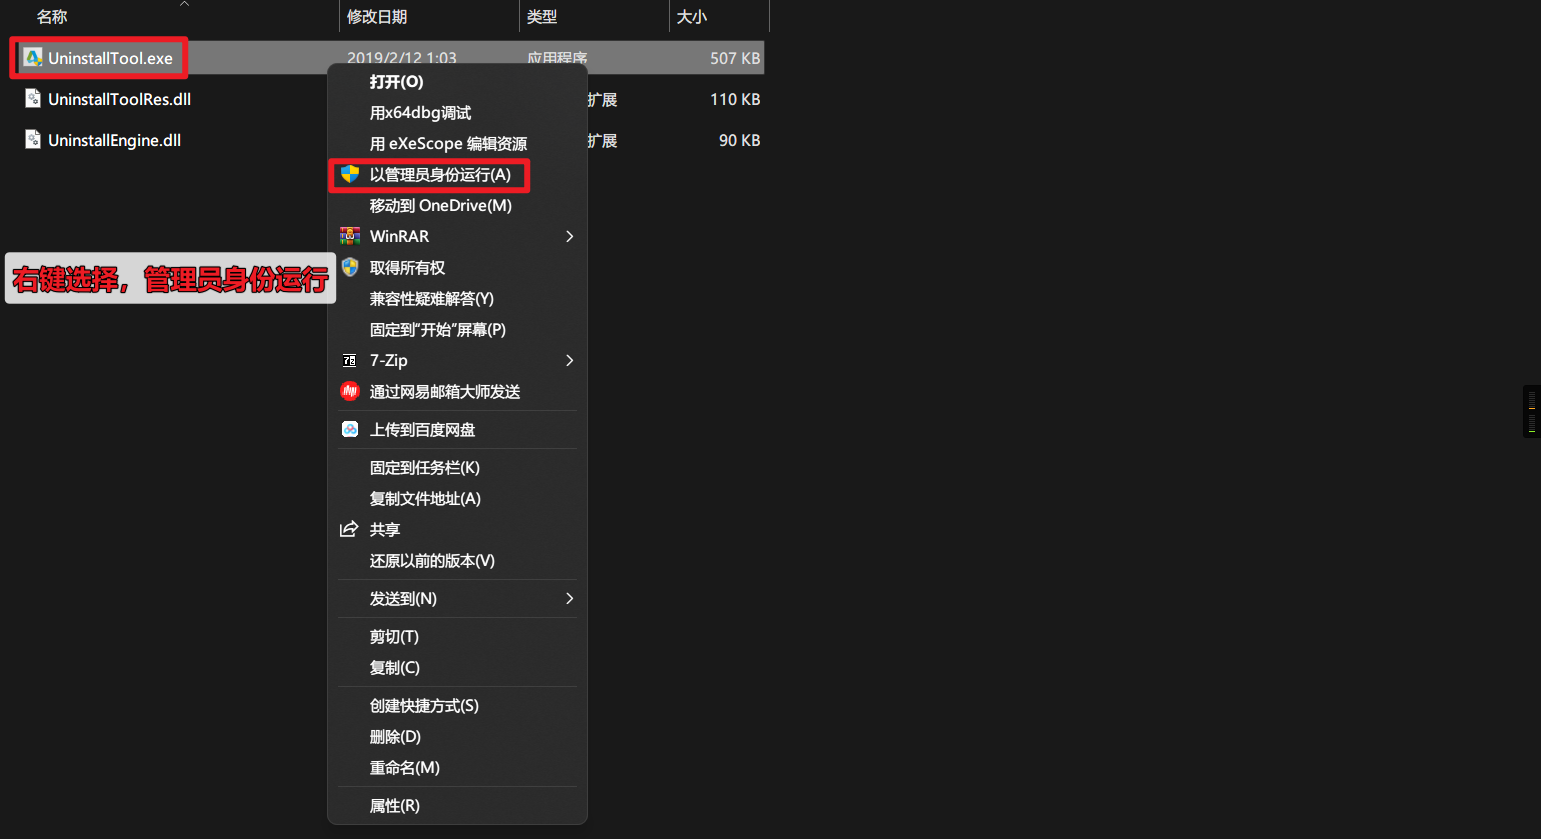 名称 修改日期 类型 大小
UninstallTool.exe 2019/2/12 1:03 应用程序 507 KB
UninstallToolRes.dll 扩展 110 KB
UninstallEngine.dll 扩展 90 KB
打开(O)
用x64dbg调试
用 eXeScope 编辑资源
以管理员身份运行(A)
移动到 OneDrive(M)
WinRAR
取得所有权
右键选择，管理员身份运行
兼容性疑难解答(Y)
固定到"开始"屏幕(P)
7-Zip
通过网易邮箱大师发送
上传到百度网盘
固定到任务栏(K)
复制文件地址(A)
共享
还原以前的版本(V)
发送到(N)
剪切(T)
复制(C)
创建快捷方式(S)
删除(D)
重命名(M)
属性(R)